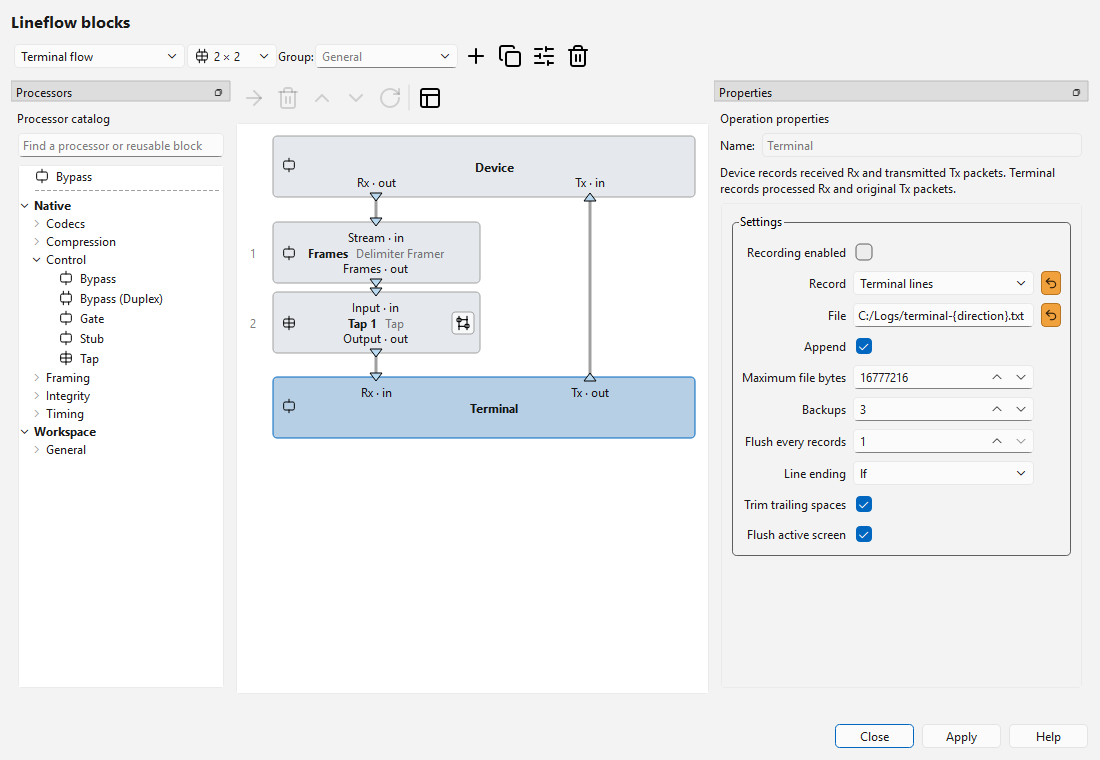 Lineflow blocks
Terminal flow
2 × 2
Group:
General
Processors
Processor catalog
Find a processor or reusable block
Bypass
Native
Codecs
Compression
Control
Bypass
Bypass (Duplex)
Gate
Stub
Tap
Framing
Integrity
Timing
Workspace
General
Device
Rx · out
Tx · in
1
Stream · in
Frames Delimiter Framer
Frames · out
2
Input · in
Tap 1 Tap
Output · out
Rx · in
Tx · out
Terminal
Properties
Operation properties
Name: Terminal
Device records received Rx and transmitted Tx packets. Terminal
records processed Rx and original Tx packets.
Settings
Recording enabled
Record Terminal lines
File C:/Logs/terminal-{direction}.txt
Append
Maximum file bytes 16777216
Backups 3
Flush every records 1
Line ending lf
Trim trailing spaces
Flush active screen
Close
Apply
Help